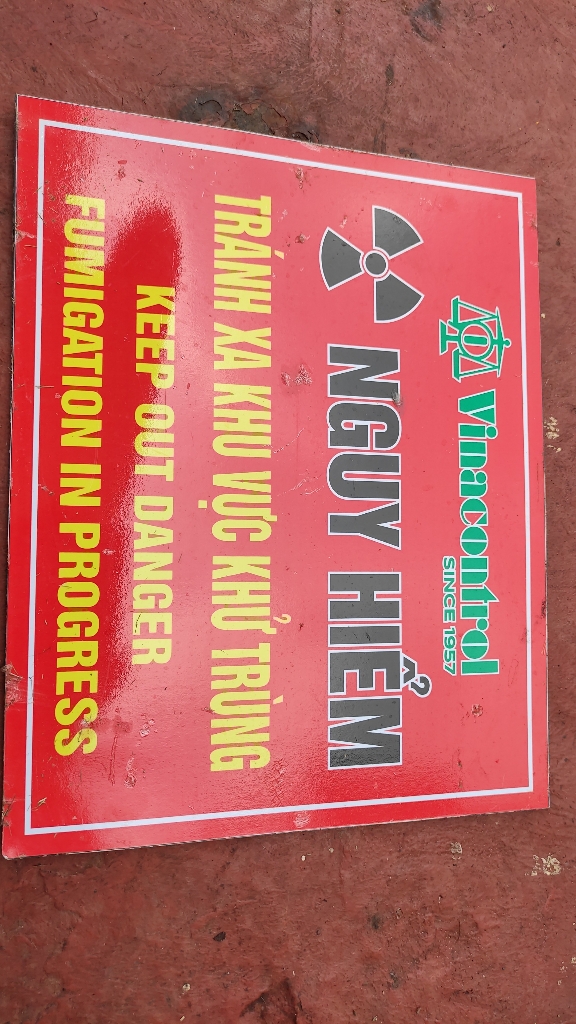 Vinacontrol
SINCE 1957
NGUY HIỂM
TRÁNH XA KHU VỰC KHỬ TRÙNG
KEEP OUT DANGER
FUMIGATION IN PROGRESS